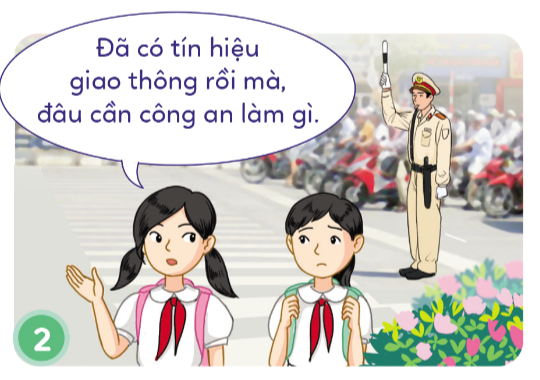 Đã có tín hiệu
giao thông rồi mà,
đâu cần công an làm gì.
2